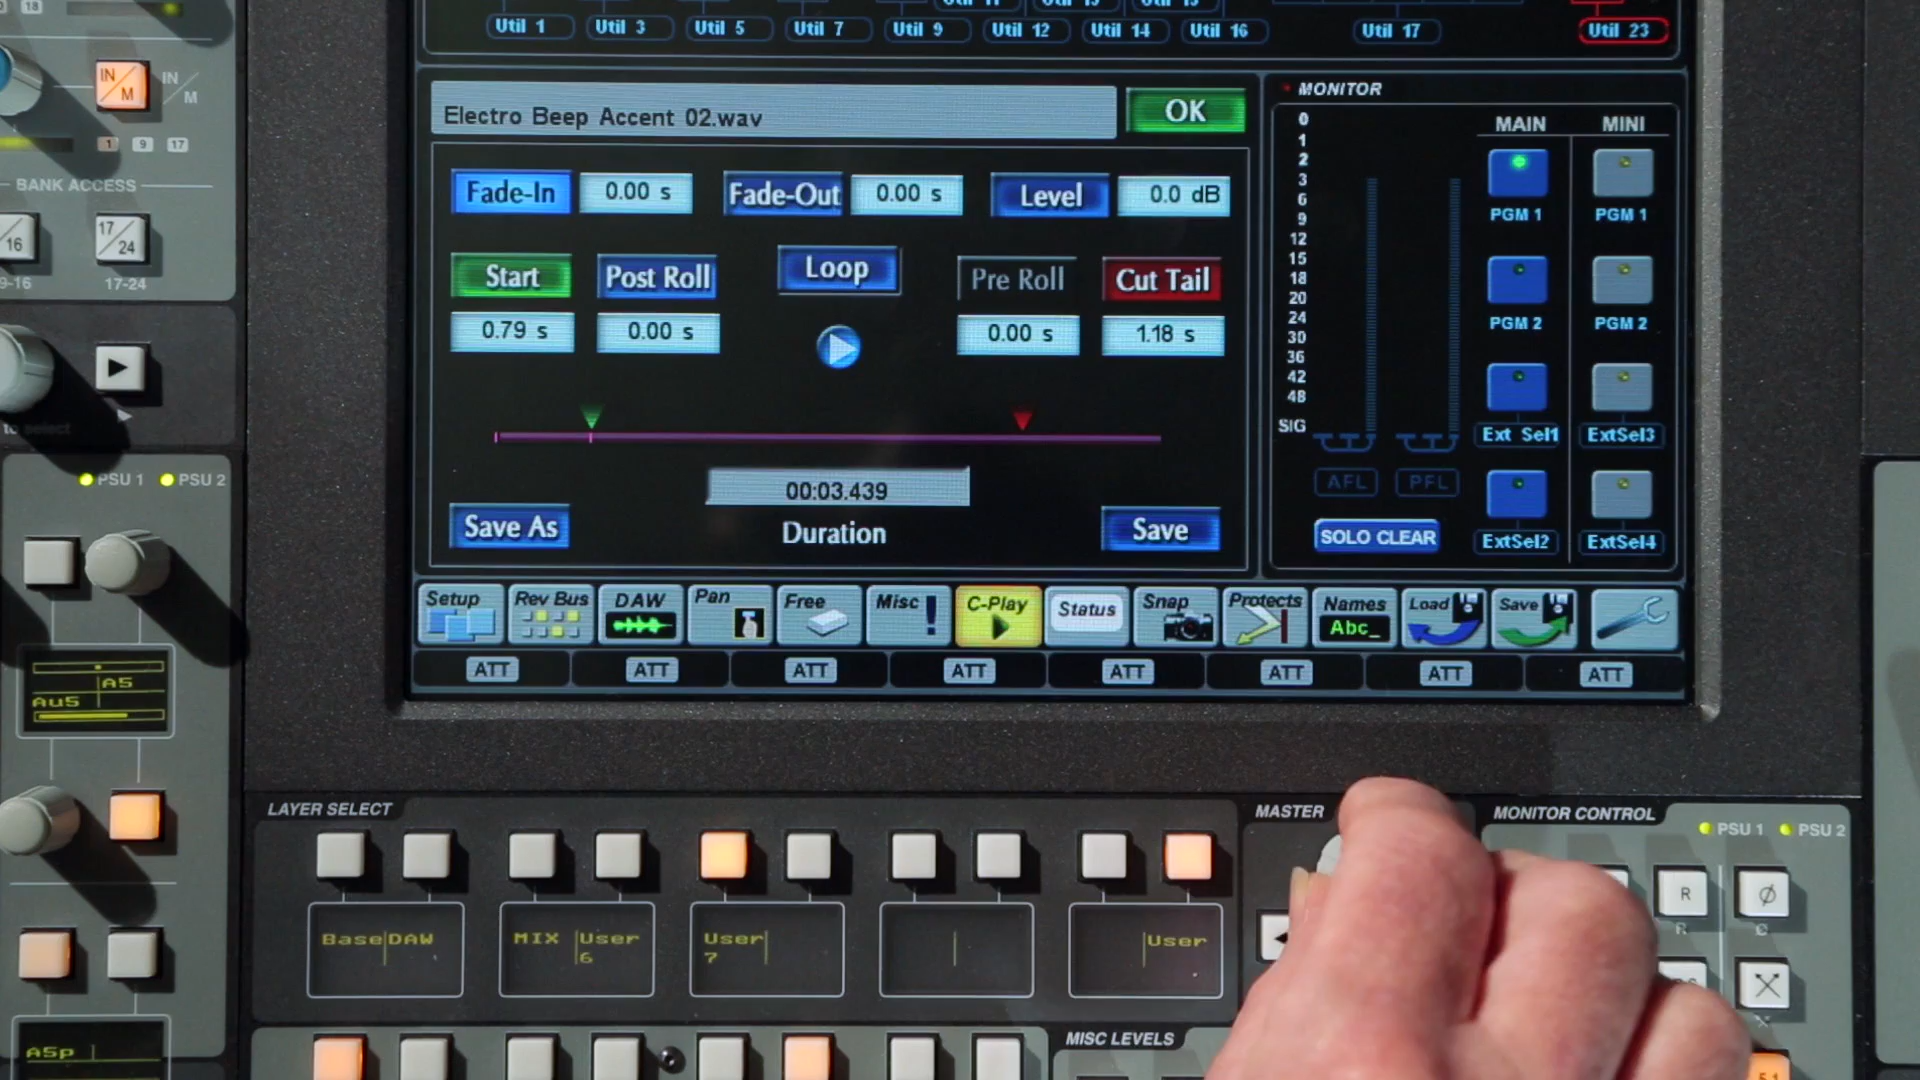 18
Util 1 Util 3 Util 5 Util 7 Util 9 Util 12 Util 14 Util 16 Util 17 Util 23
IN M IN M
1 9 17
BANK ACCESS
16 17 24
9-16 17-24
to select
PSU 1 PSU 2
A5
Au5
A5p
Electro Beep Accent 02.wav OK
Fade-In 0.00 s Fade-Out 0.00 s Level 0.0 dB
Start Post Roll Loop Pre Roll Cut Tail
0.79 s 0.00 s 0.00 s 1.18 s
00:03.439
Save As Duration Save
MONITOR
MAIN MINI
0
1
2
3
6
9
12
15
18
20
24
30
36
42
48
SIG
AFL PFL
SOLO CLEAR
PGM 1 PGM 1
PGM 2 PGM 2
Ext Sel1 ExtSel3
ExtSel2 ExtSel4
Setup Rev Bus DAW Pan Free Misc ! C-Play Status Snap Protects Names Load Save
Abc_
ATT ATT ATT ATT ATT ATT ATT ATT
LAYER SELECT
Base DAW MIX User 6 User 7 User
MASTER
MONITOR CONTROL
PSU 1 PSU 2
R Ø
R Ø
MISC LEVELS
5.1